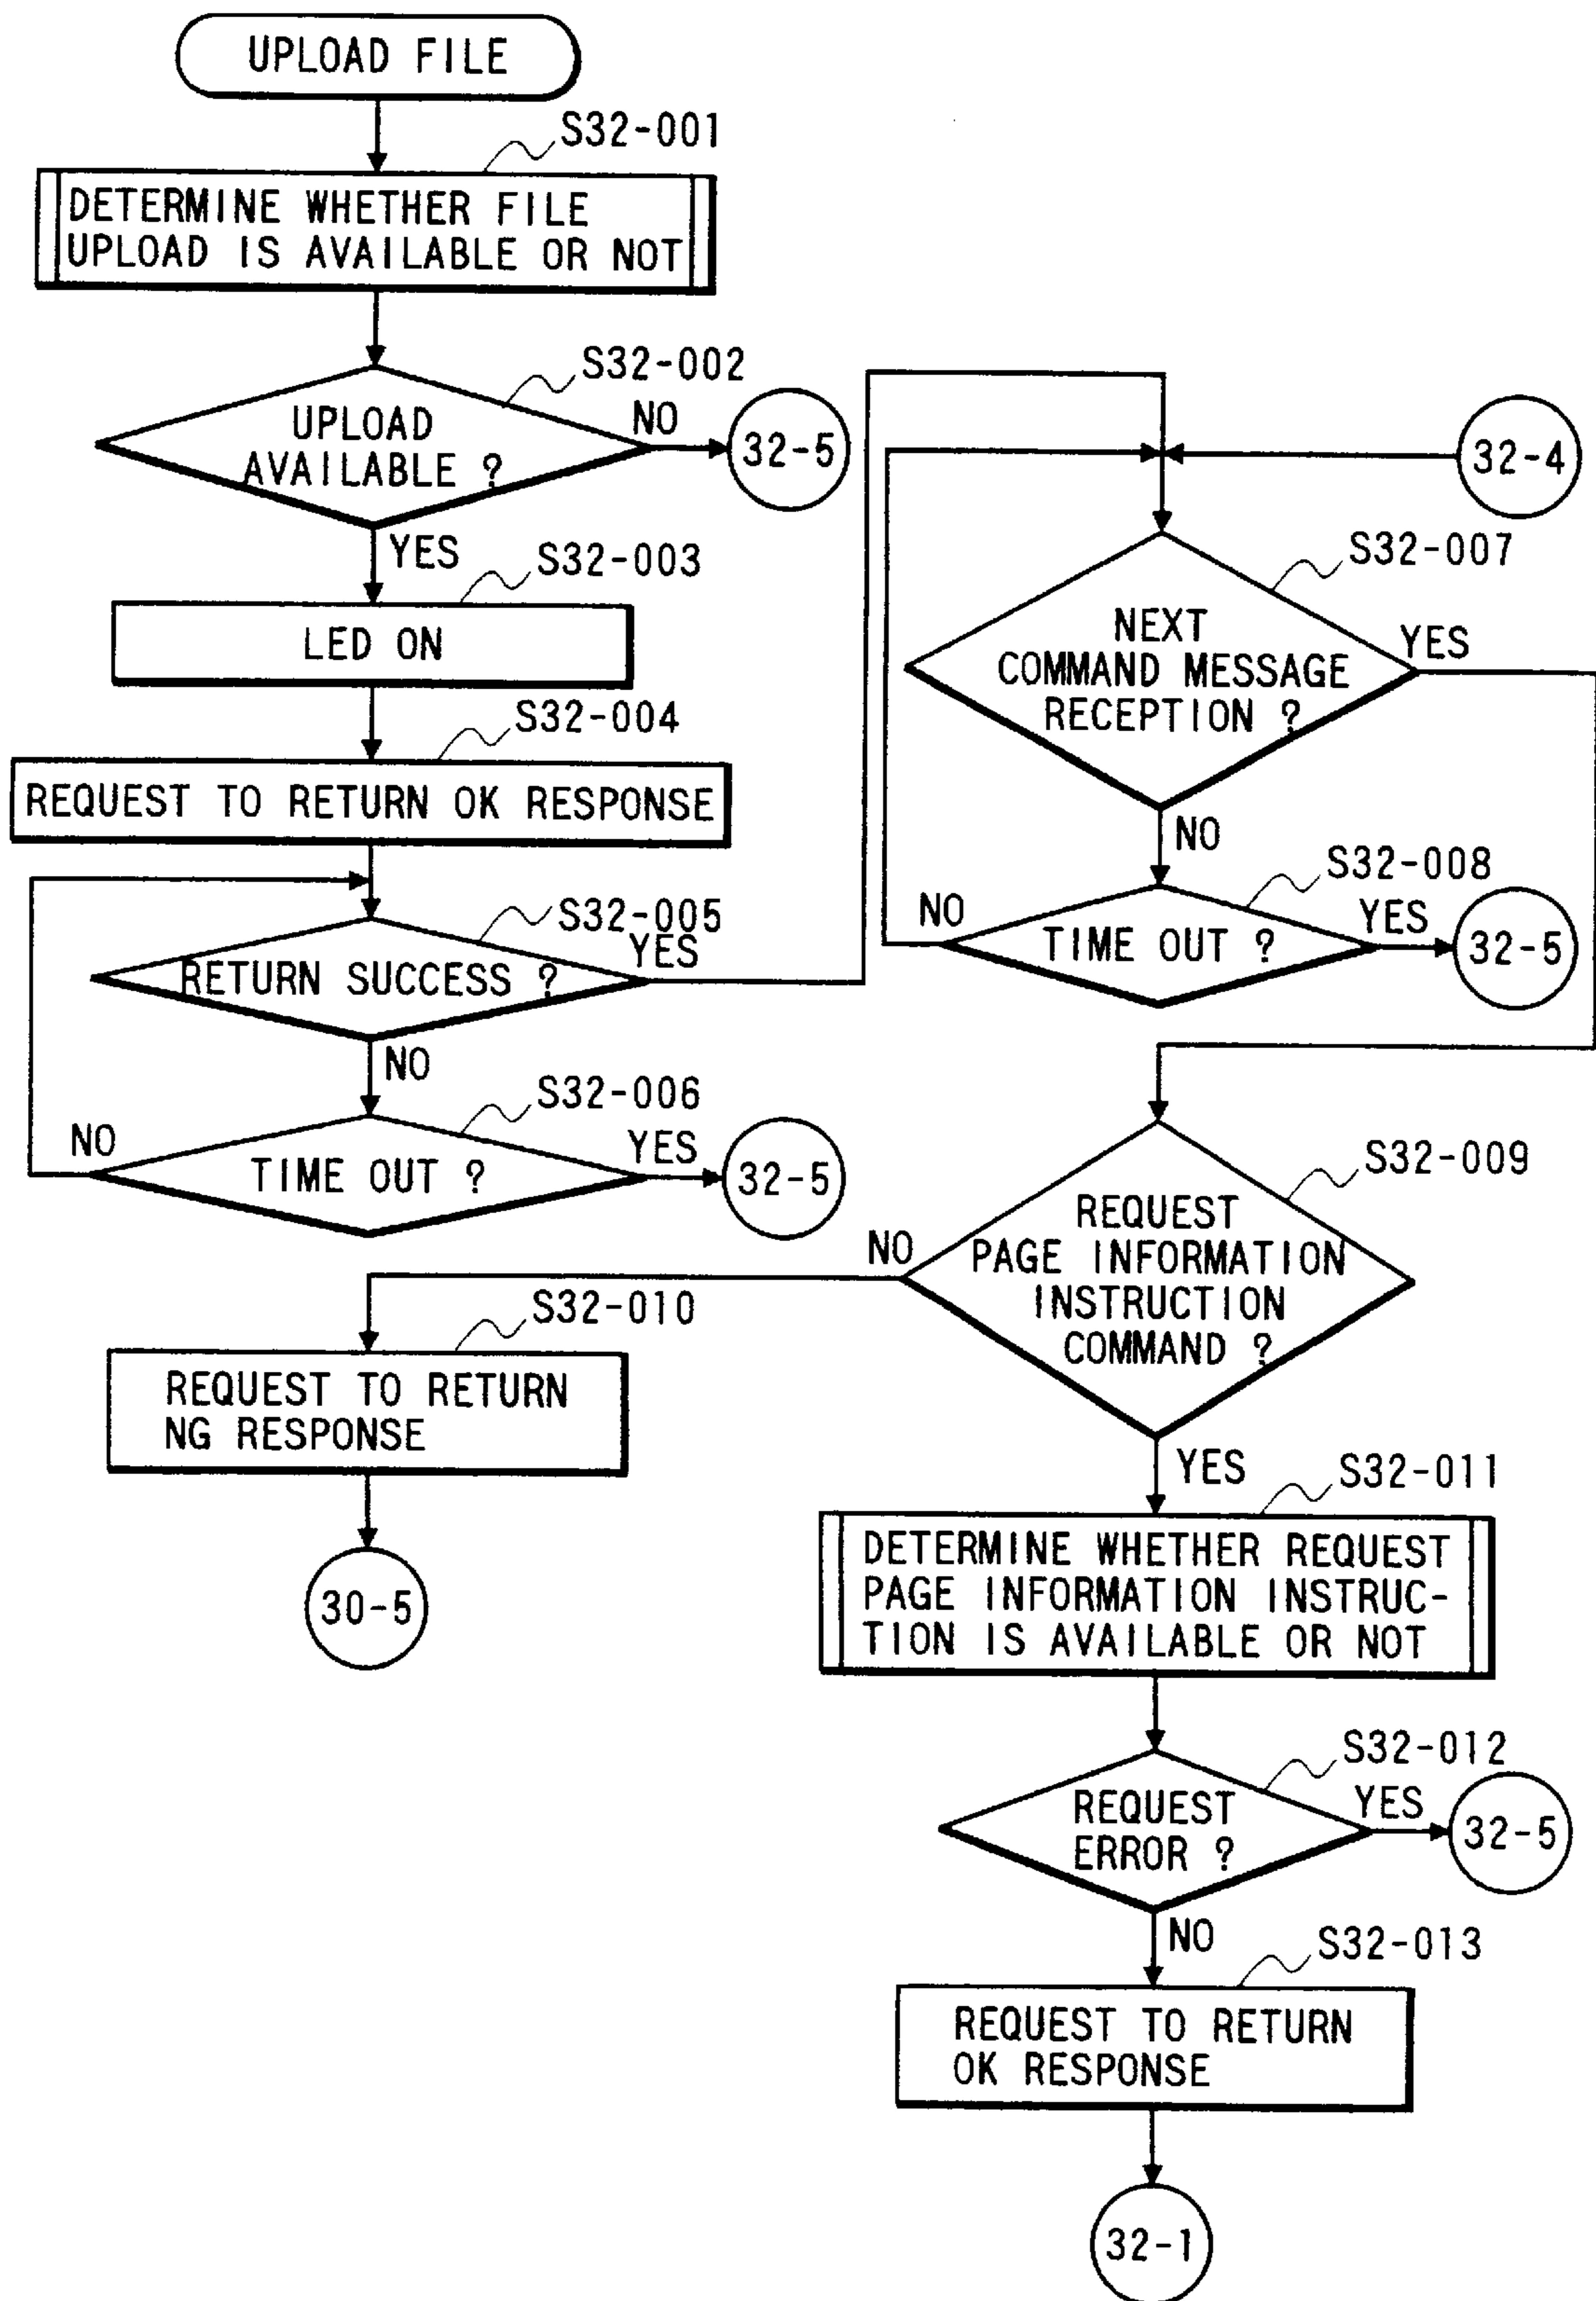 UPLOAD FILE
S32-001
DETERMINE WHETHER FILE
UPLOAD IS AVAILABLE OR NOT
S32-002
UPLOAD
AVAILABLE ?
NO
32-5
YES
S32-003
LED ON
S32-004
REQUEST TO RETURN OK RESPONSE
S32-005
RETURN SUCCESS ?
YES
NO
S32-006
TIME OUT ?
NO
YES
32-5
32-4
S32-007
NEXT
COMMAND MESSAGE
RECEPTION ?
YES
NO
S32-008
TIME OUT ?
NO
YES
32-5
S32-009
REQUEST
PAGE INFORMATION
INSTRUCTION
COMMAND ?
NO
S32-010
REQUEST TO RETURN
NG RESPONSE
30-5
YES
S32-011
DETERMINE WHETHER REQUEST
PAGE INFORMATION INSTRUC-
TION IS AVAILABLE OR NOT
S32-012
REQUEST
ERROR ?
YES
32-5
NO
S32-013
REQUEST TO RETURN
OK RESPONSE
32-1